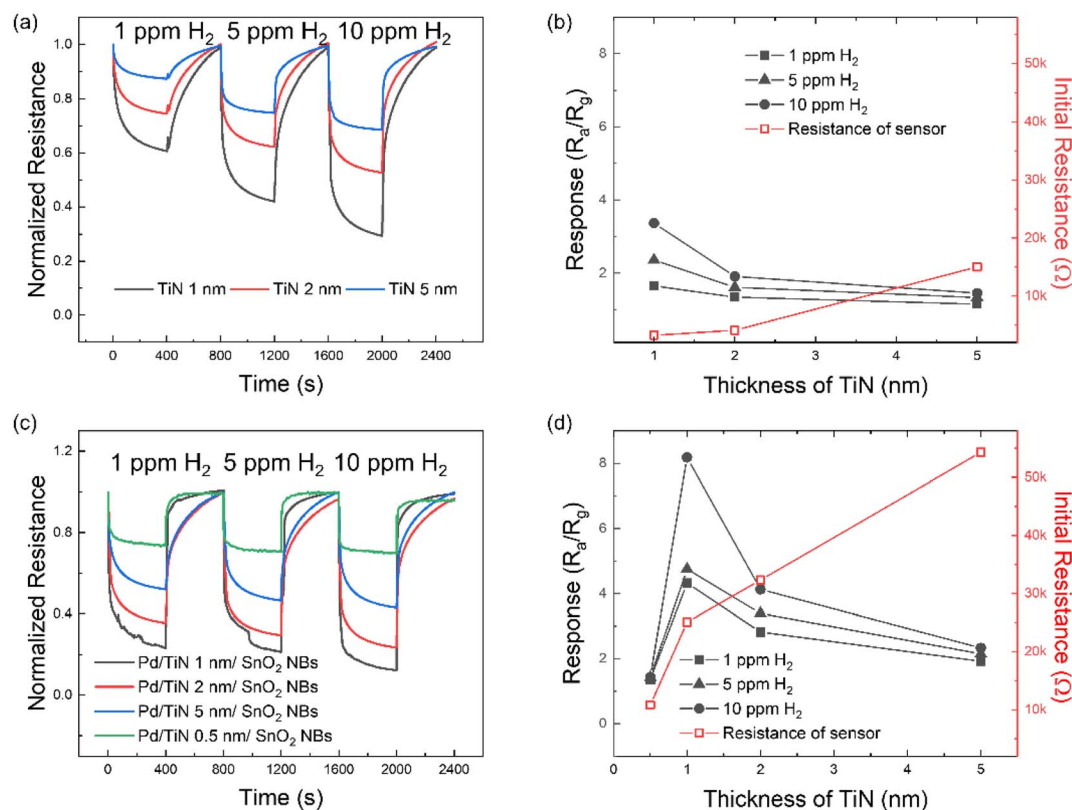 (a)
1 ppm H2 5 ppm H2 10 ppm H2
1.0
0.8
0.6
0.4
0.2
0.0
Normalized Resistance
TiN 1 nm TiN 2 nm TiN 5 nm
0 400 800 1200 1600 2000 2400
Time (s)
(b)
8
6
4
2
Response (Ra/Rg)
1 ppm H2
5 ppm H2
10 ppm H2
Resistance of sensor
50k
40k
30k
20k
10k
Initial Resistance (Ω)
1 2 3 4 5
Thickness of TiN (nm)
(c)
1 ppm H2 5 ppm H2 10 ppm H2
1.2
0.8
0.4
0.0
Normalized Resistance
Pd/TiN 1 nm/ SnO2 NBs
Pd/TiN 2 nm/ SnO2 NBs
Pd/TiN 5 nm/ SnO2 NBs
Pd/TiN 0.5 nm/ SnO2 NBs
0 400 800 1200 1600 2000 2400
Time (s)
(d)
8
6
4
2
0
Response (Ra/Rg)
1 ppm H2
5 ppm H2
10 ppm H2
Resistance of sensor
50k
40k
30k
20k
10k
Initial Resistance (Ω)
0 1 2 3 4 5
Thickness of TiN (nm)